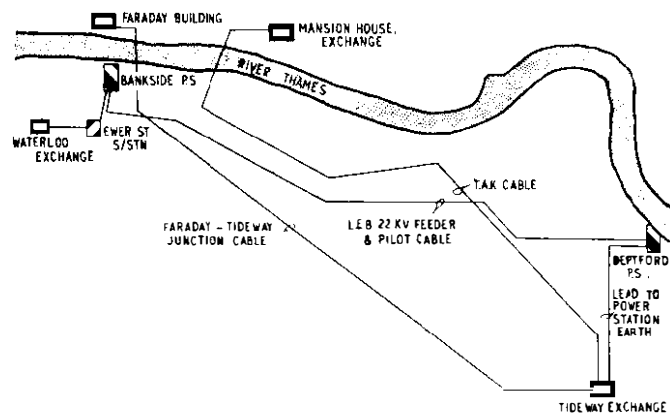 FARADAY BUILDING
MANSION HOUSE,
EXCHANGE
RIVER THAMES
BANKSIDE P.S
EWER ST
S/STN
WATERLOO
EXCHANGE
T.A.K CABLE
L.E.B 22 KV FEEDER
& PILOT CABLE
FARADAY - TIDEWAY
JUNCTION CABLE
DEPTFORD
P.S.
LEAD TO
POWER
STATION
EARTH
TIDEWAY EXCHANGE